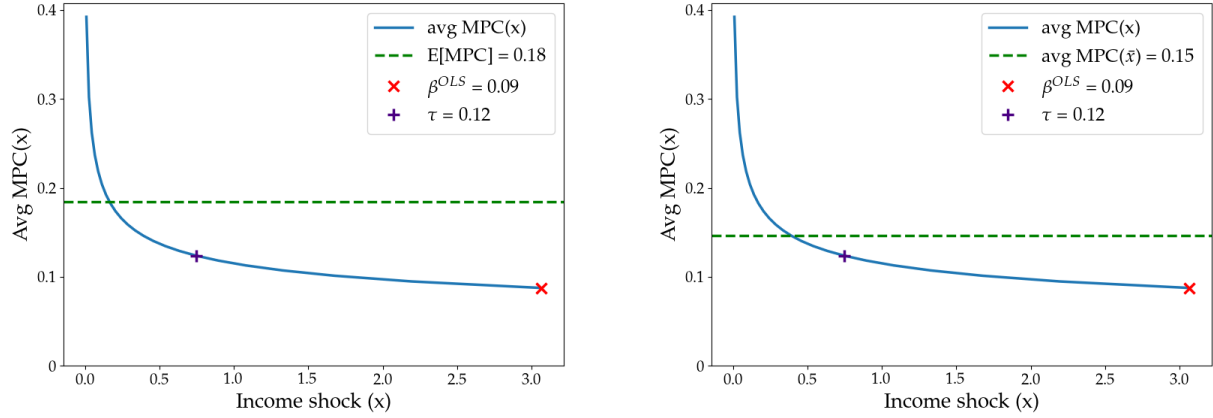 0.4
0.3
0.2
0.1
0
Avg MPC(x)
0.0 0.5 1.0 1.5 2.0 2.5 3.0
Income shock (x)
avg MPC(x)
E[MPC] = 0.18
β^{OLS} = 0.09
τ = 0.12
0.4
0.3
0.2
0.1
0
Avg MPC(x)
0.0 0.5 1.0 1.5 2.0 2.5 3.0
Income shock (x)
avg MPC(x)
avg MPC(x̄) = 0.15
β^{OLS} = 0.09
τ = 0.12